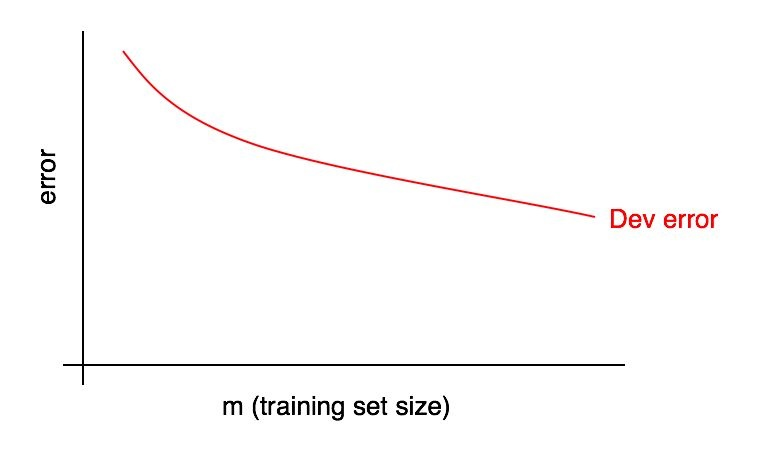 error
Dev error
m (training set size)